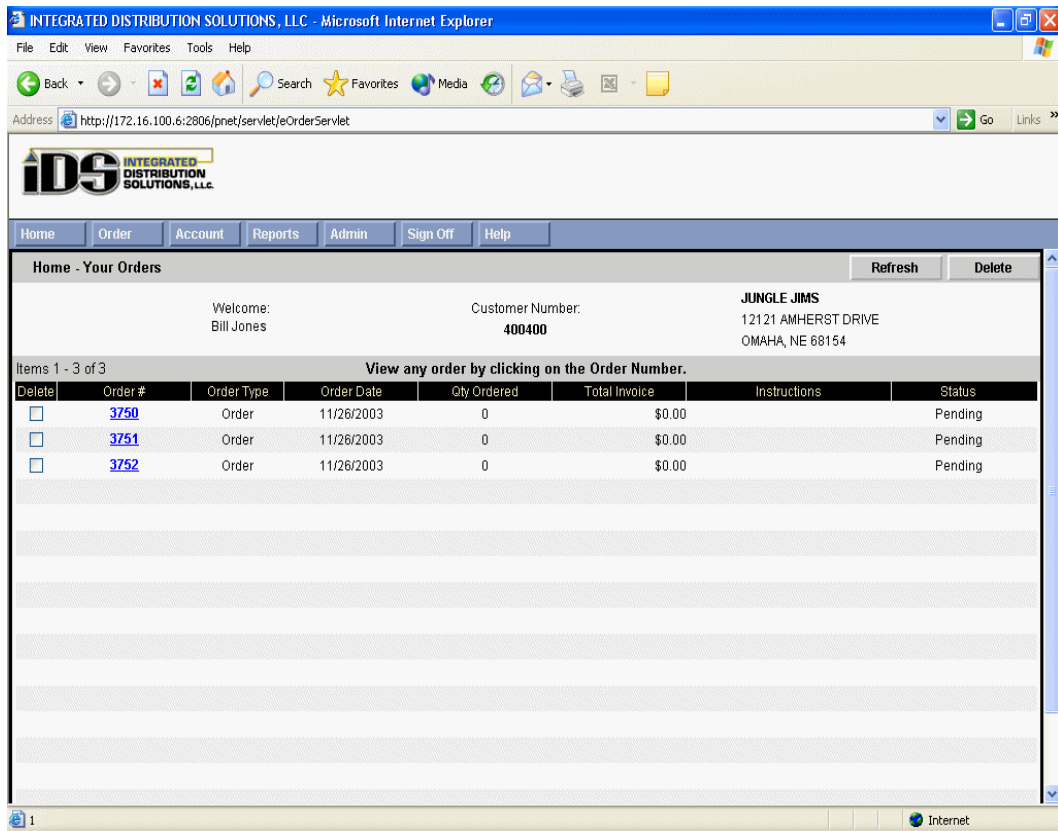 INTEGRATED DISTRIBUTION SOLUTIONS, LLC - Microsoft Internet Explorer
File Edit View Favorites Tools Help
Back Search Favorites Media
Address http://172.16.100.6:2806/pnet/servlet/eOrderServlet Go Links »
iDS INTEGRATED
DISTRIBUTION
SOLUTIONS, LLC.
Home Order Account Reports Admin Sign Off Help
Home - Your Orders Refresh Delete
Welcome: Customer Number: JUNGLE JIMS
Bill Jones 400400 12121 AMHERST DRIVE
OMAHA, NE 68154
Items 1 - 3 of 3 View any order by clicking on the Order Number.
Delete Order # Order Type Order Date Qty Ordered Total Invoice Instructions Status
3750 Order 11/26/2003 0 $0.00 Pending
3751 Order 11/26/2003 0 $0.00 Pending
3752 Order 11/26/2003 0 $0.00 Pending
1 Internet